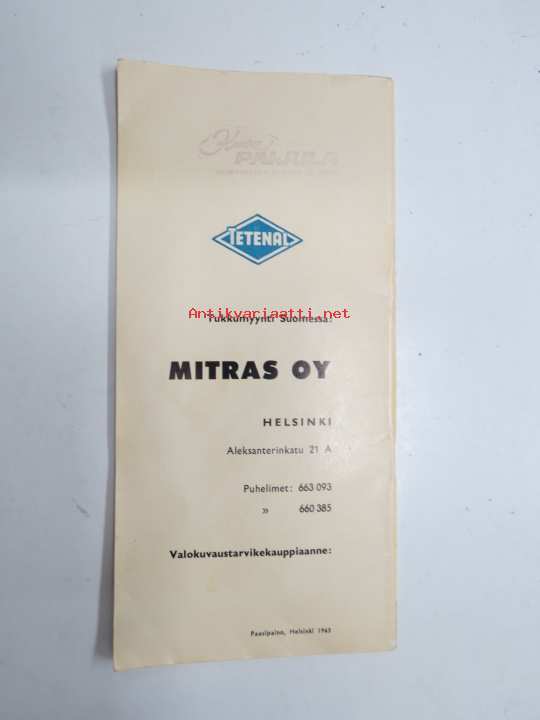 PALJULA
TETENAL
Antikvariaatti.net
Tukkumyynti Suomessa:
MITRAS OY
HELSINKI
Aleksanterinkatu 21 A
Puhelimet: 663 093
» 660 385
Valokuvaustarvikekauppiaanne:
Paasipaino, Helsinki 1963